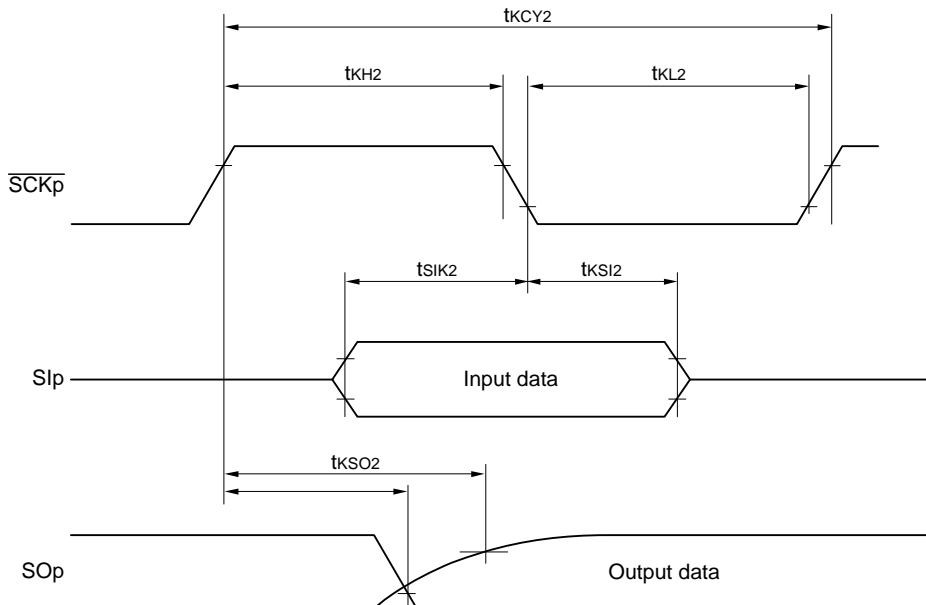 tKCY2
tKH2
tKL2
SCKp
tSIK2
tKSI2
SIp
Input data
tKSO2
SOp
Output data